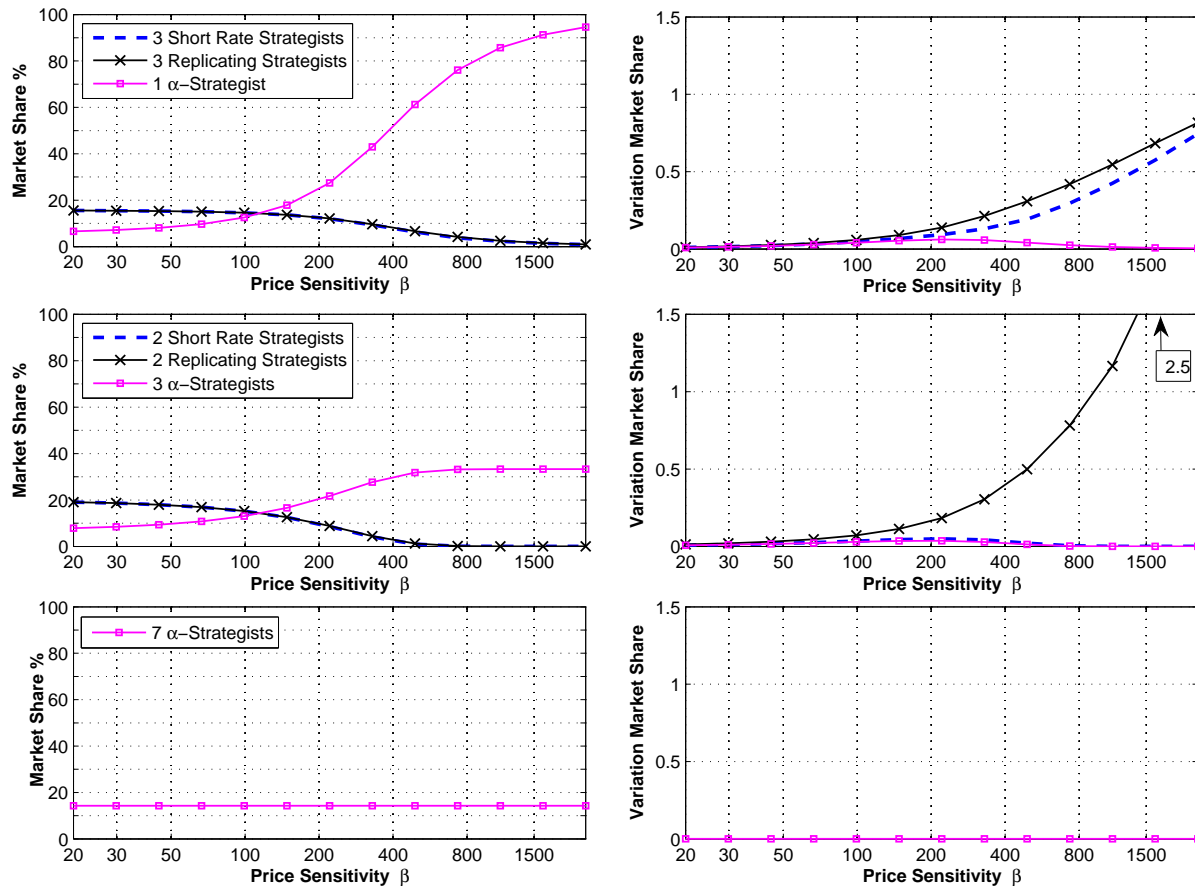 Market Share %
100
80
60
40
20
0
3 Short Rate Strategists
3 Replicating Strategists
1 α−Strategist
20 30 50 100 200 400 800 1500
Price Sensitivity β
Variation Market Share
1.5
1
0.5
0
20 30 50 100 200 400 800 1500
Price Sensitivity β
Market Share %
100
80
60
40
20
0
2 Short Rate Strategists
2 Replicating Strategists
3 α−Strategists
20 30 50 100 200 400 800 1500
Price Sensitivity β
Variation Market Share
1.5
1
0.5
0
2.5
20 30 50 100 200 400 800 1500
Price Sensitivity β
Market Share %
100
80
60
40
20
0
7 α−Strategists
20 30 50 100 200 400 800 1500
Price Sensitivity β
Variation Market Share
1.5
1
0.5
0
20 30 50 100 200 400 800 1500
Price Sensitivity β